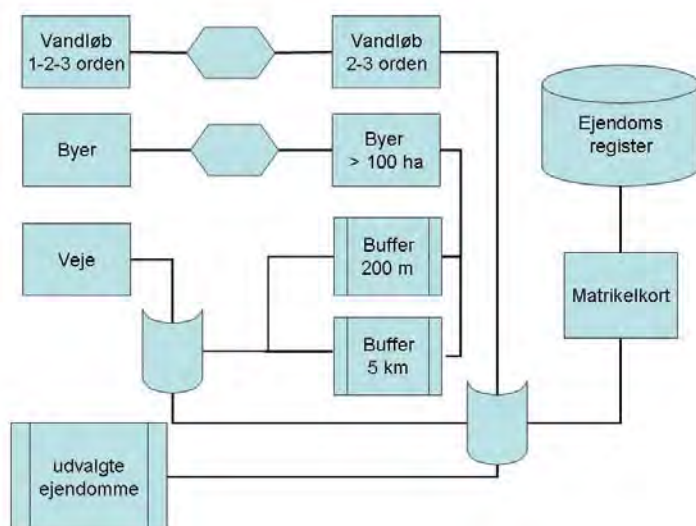 Vandløb
1-2-3 orden
Vandløb
2-3 orden
Ejendoms
register
Byer
Byer
> 100 ha
Veje
Buffer
200 m
Matrikelkort
Buffer
5 km
udvalgte
ejendomme